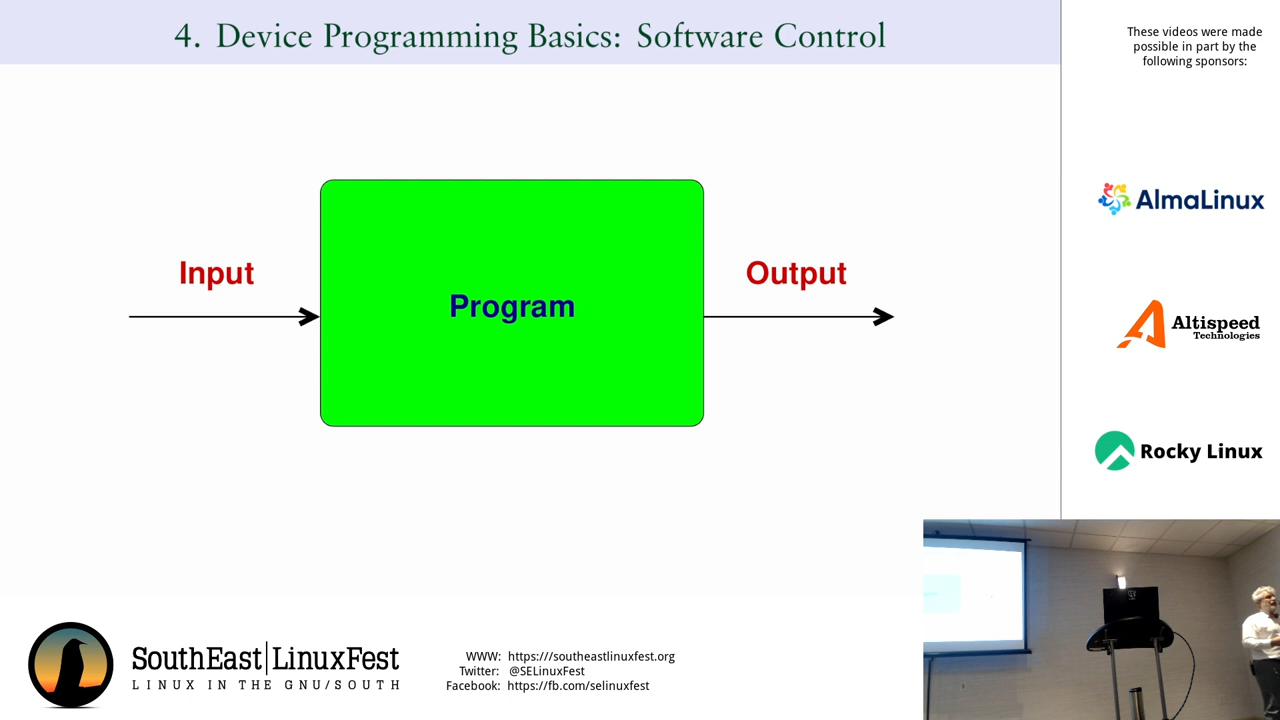 4. Device Programming Basics: Software Control
These videos were made
possible in part by the
following sponsors:
Input
Program
Output
AlmaLinux
Altispeed
Technologies
Rocky Linux
SouthEast|LinuxFest
LINUX IN THE GNU/SOUTH
WWW: https:///southeastlinuxfest.org
Twitter: @SELinuxFest
Facebook: https://fb.com/selinuxfest